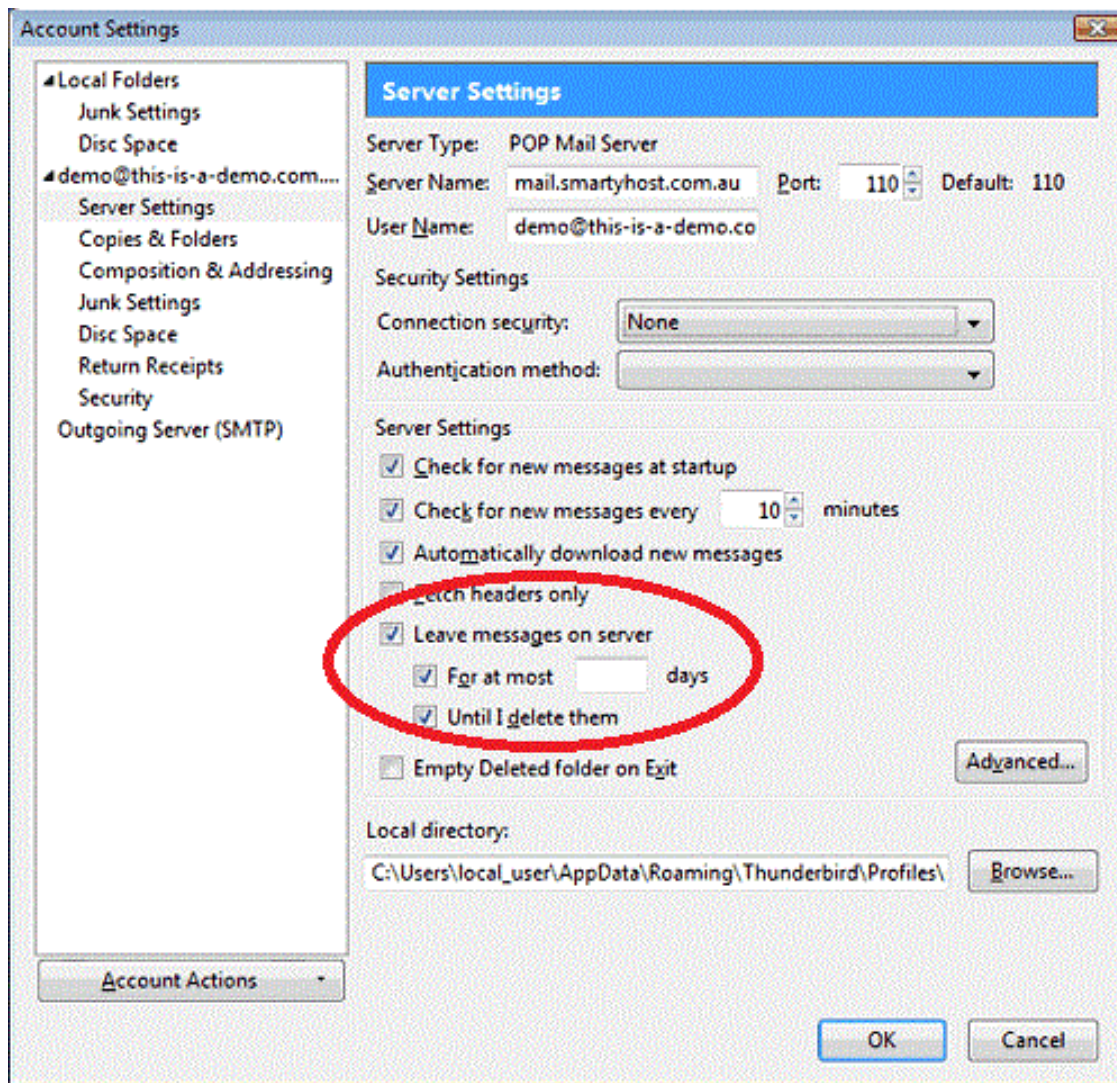 Account Settings
Local Folders
Junk Settings
Disc Space
demo@this-is-a-demo.com....
Server Settings
Copies & Folders
Composition & Addressing
Junk Settings
Disc Space
Return Receipts
Security
Outgoing Server (SMTP)
Account Actions
Server Settings
Server Type: POP Mail Server
Server Name: mail.smartyhost.com.au Port: 110 Default: 110
User Name: demo@this-is-a-demo.co
Security Settings
Connection security: None
Authentication method:
Server Settings
Check for new messages at startup
Check for new messages every 10 minutes
Automatically download new messages
Fetch headers only
Leave messages on server
For at most days
Until I delete them
Empty Deleted folder on Exit
Advanced...
Local directory:
C:\Users\local_user\AppData\Roaming\Thunderbird\Profiles\ Browse...
OK Cancel